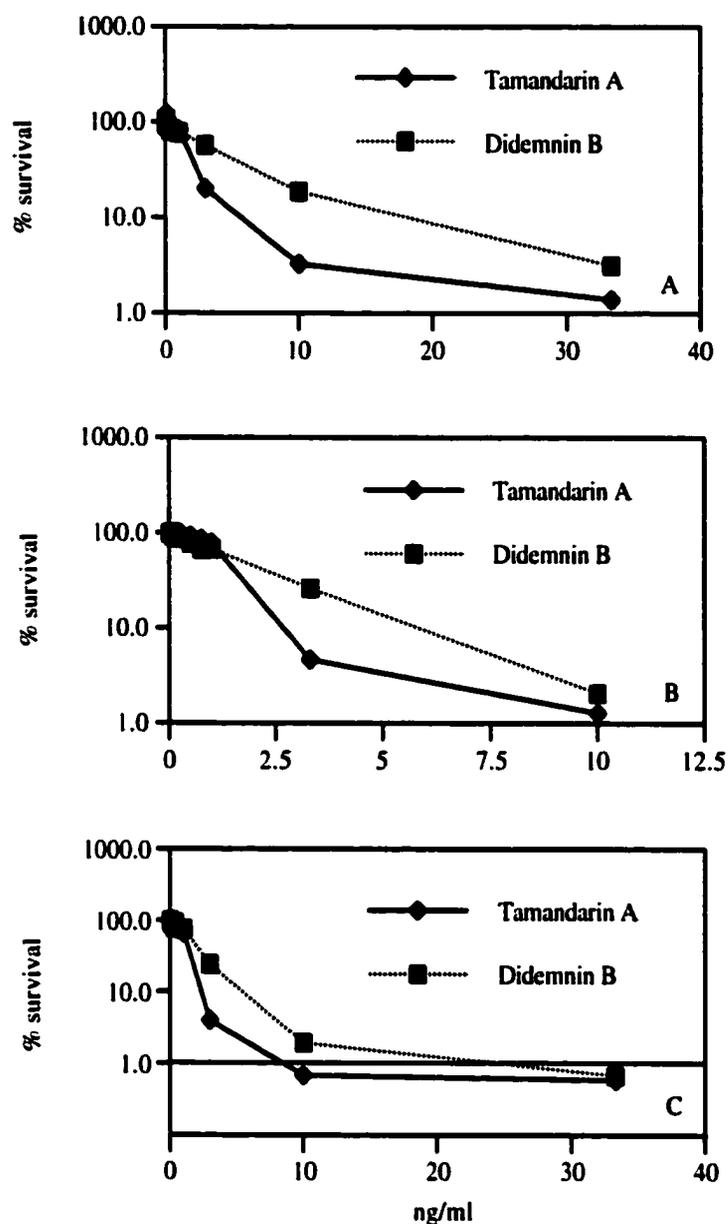 1000.0
Tamandarin A
100.0
Didemnin B
% survival
10.0
A
1.0
0 10 20 30 40
1000.0
Tamandarin A
100.0
Didemnin B
% survival
10.0
B
1.0
0 2.5 5 7.5 10 12.5
1000.0
Tamandarin A
100.0
Didemnin B
% survival
10.0
1.0
C
0 10 20 30 40
ng/ml